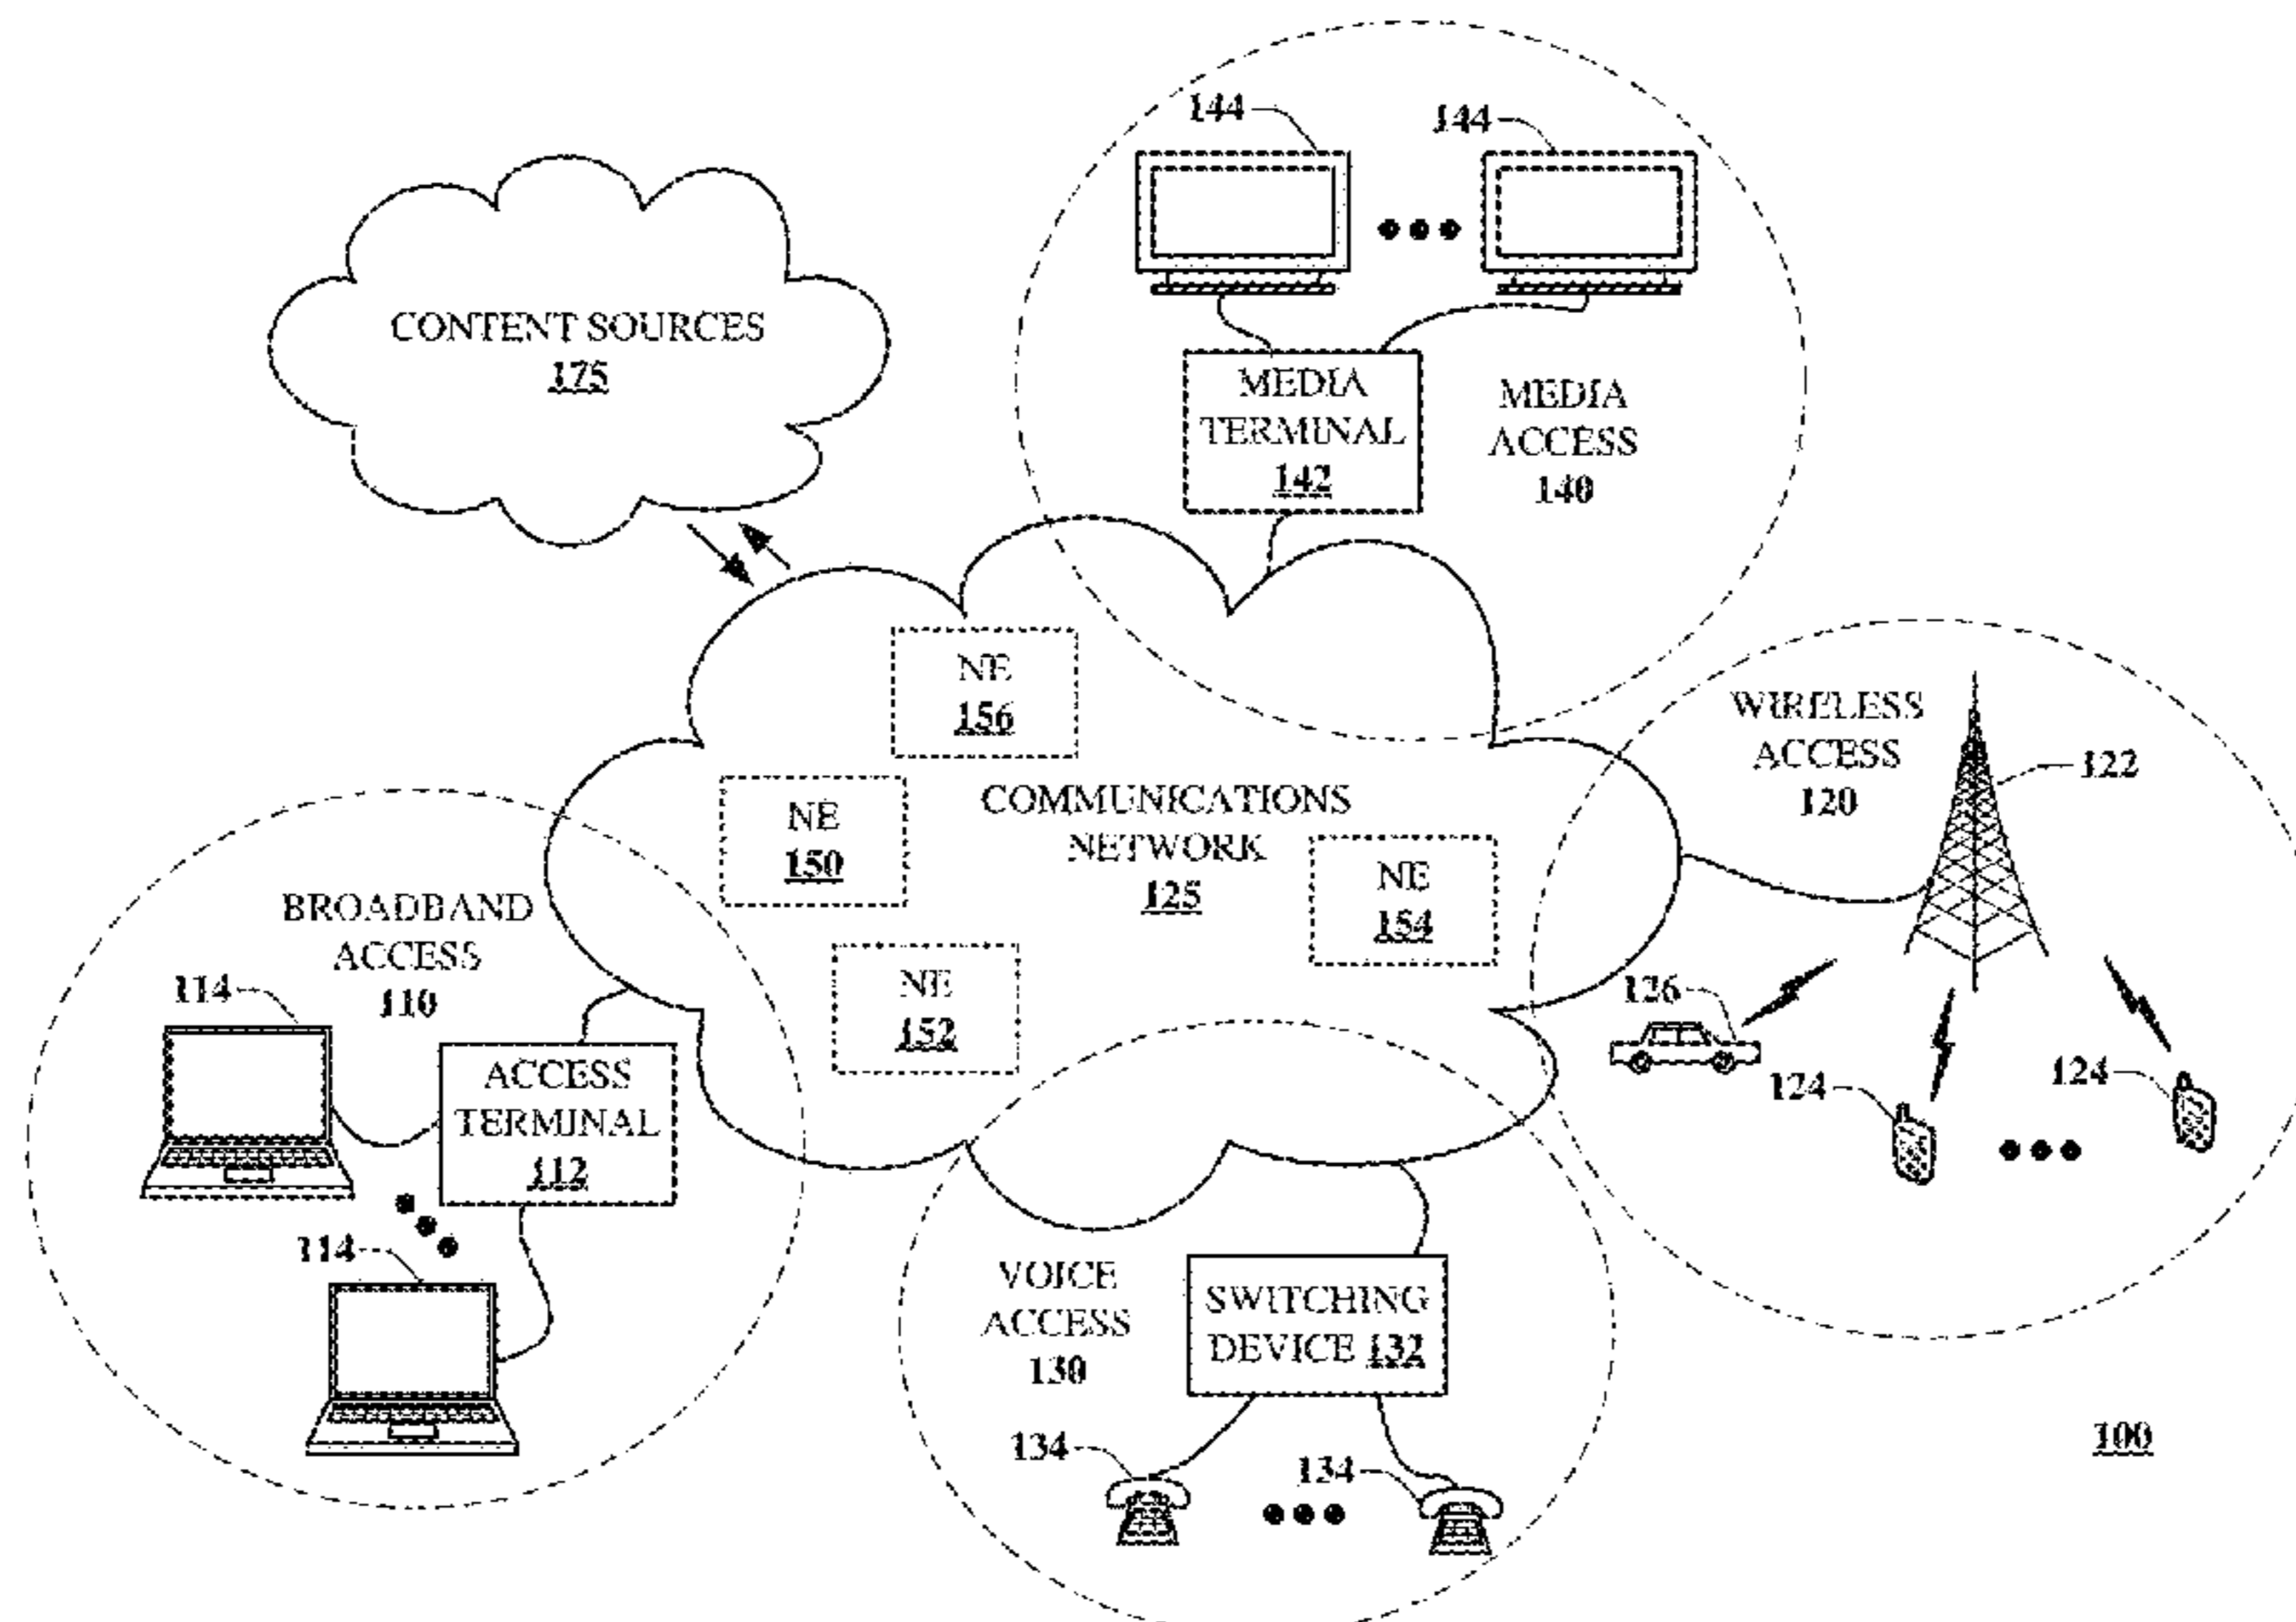 144
144
CONTENT SOURCES
175
MEDIA
TERMINAL
142
MEDIA
ACCESS
140
NE
156
WIRELESS
ACCESS
120
122
NE
150
COMMUNICATIONS
NETWORK
125
NE
154
BROADBAND
ACCESS
110
114
NE
152
126
ACCESS
TERMINAL
112
124
124
114
VOICE
ACCESS
130
SWITCHING
DEVICE 132
134
134
100